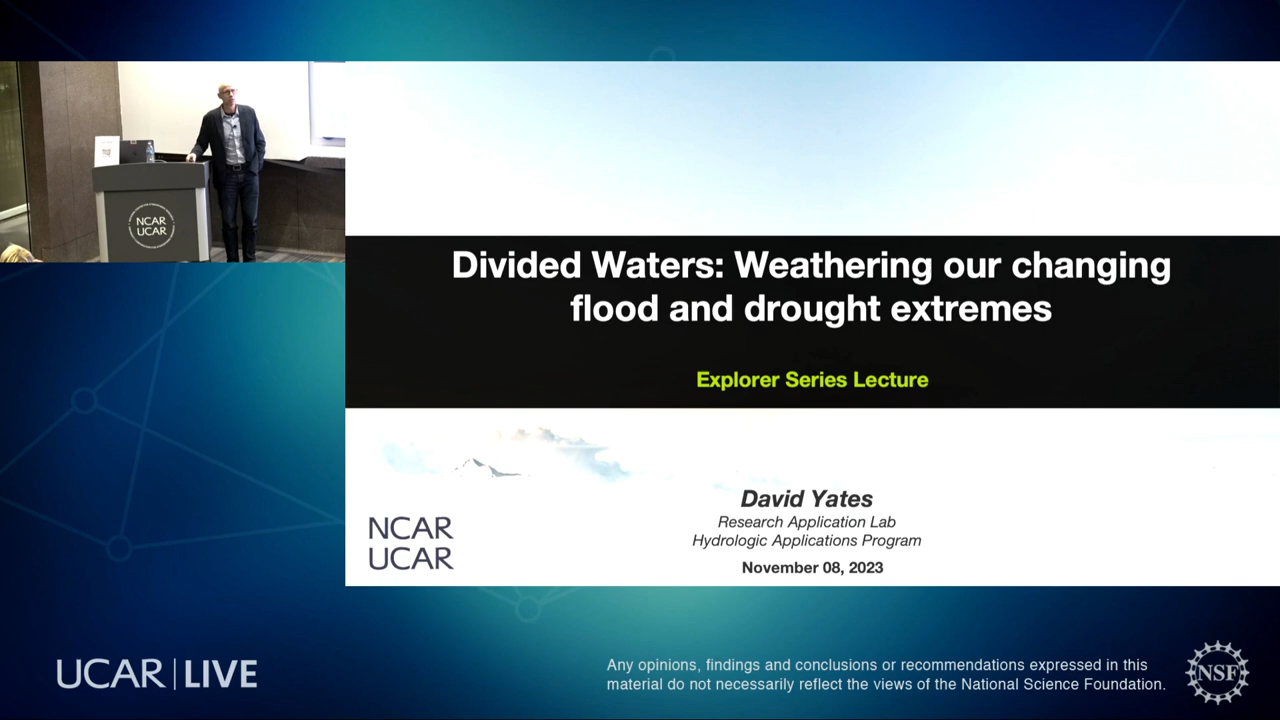 NCAR
UCAR
Divided Waters: Weathering our changing
flood and drought extremes
Explorer Series Lecture
David Yates
Research Application Lab
Hydrologic Applications Program
November 08, 2023
NCAR
UCAR
UCAR | LIVE
Any opinions, findings and conclusions or recommendations expressed in this
material do not necessarily reflect the views of the National Science Foundation.
NSF